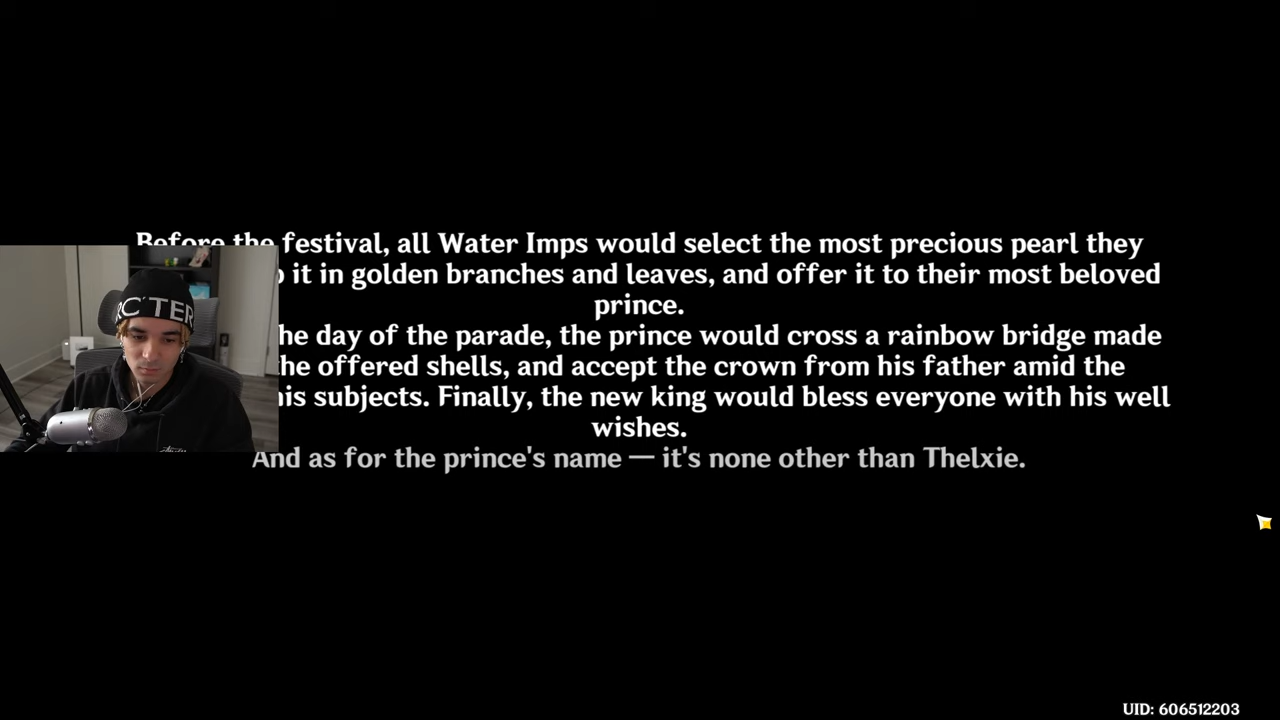 Before the festival, all Water Imps would select the most precious pearl they
it in golden branches and leaves, and offer it to their most beloved
prince.
he day of the parade, the prince would cross a rainbow bridge made
he offered shells, and accept the crown from his father amid the
his subjects. Finally, the new king would bless everyone with his well
wishes.
And as for the prince's name — it's none other than Thelxie.
RC'TER
UID: 606512203